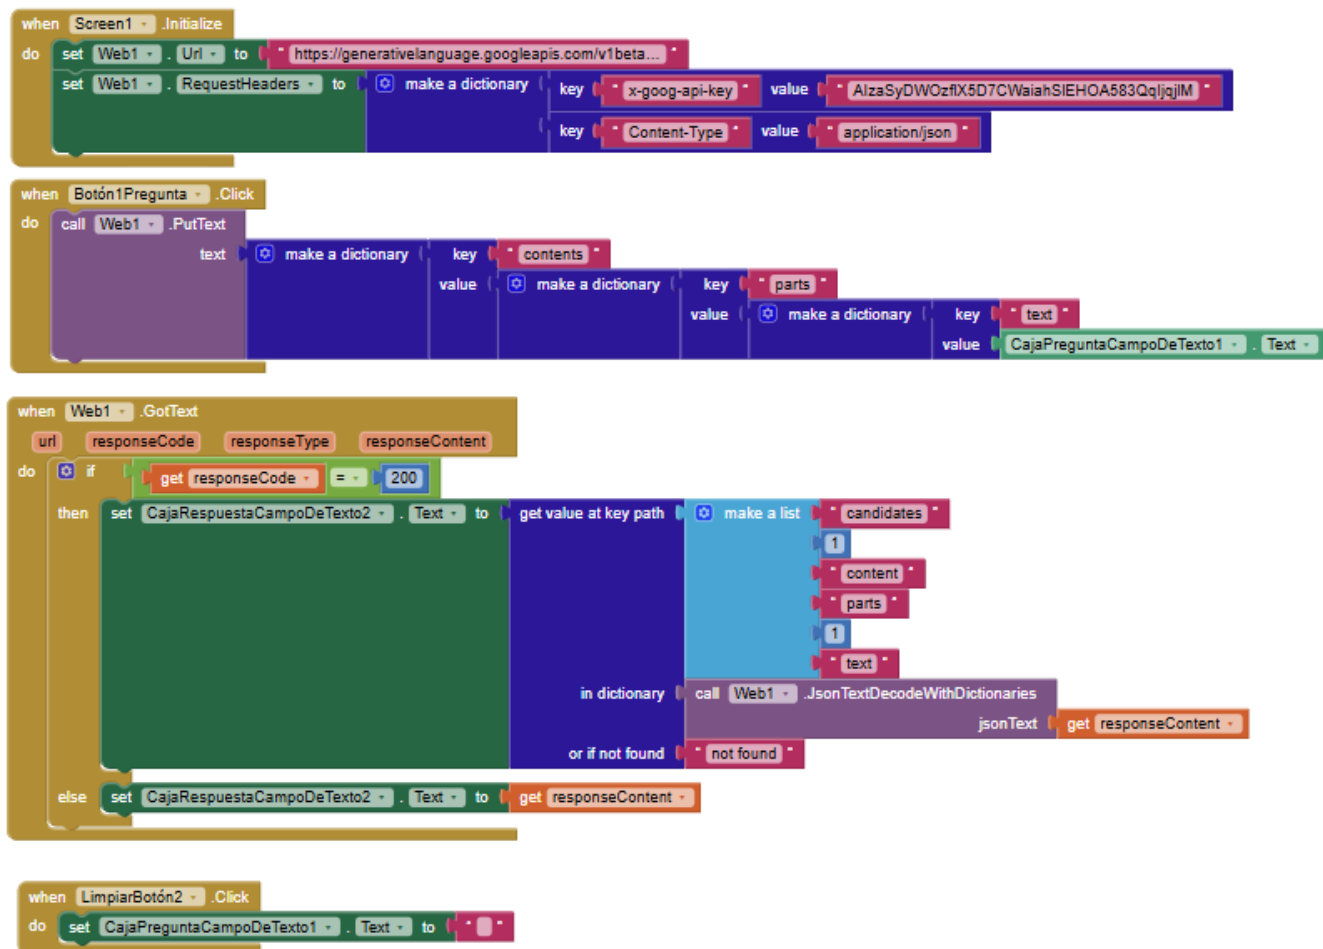 when Screen1 .Initialize
do set Web1 . Url to " https://generativelanguage.googleapis.com/v1beta... "
set Web1 . RequestHeaders to make a dictionary key " x-goog-api-key " value " AIzaSyDWOzflX5D7CWaiahSlEHOA583QqljqjlM "
key " Content-Type " value " application/json "
when Botón1Pregunta .Click
do call Web1 .PutText
text make a dictionary key " contents "
value make a dictionary key " parts "
value make a dictionary key " text "
value CajaPreguntaCampoDeTexto1 . Text
when Web1 .GotText
url responseCode responseType responseContent
do if get responseCode = 200
then set CajaRespuestaCampoDeTexto2 . Text to get value at key path make a list " candidates "
1
" content "
" parts "
1
" text "
in dictionary call Web1 .JsonTextDecodeWithDictionaries
jsonText get responseContent
or if not found " not found "
else set CajaRespuestaCampoDeTexto2 . Text to get responseContent
when LimpiarBotón2 .Click
do set CajaPreguntaCampoDeTexto1 . Text to " "